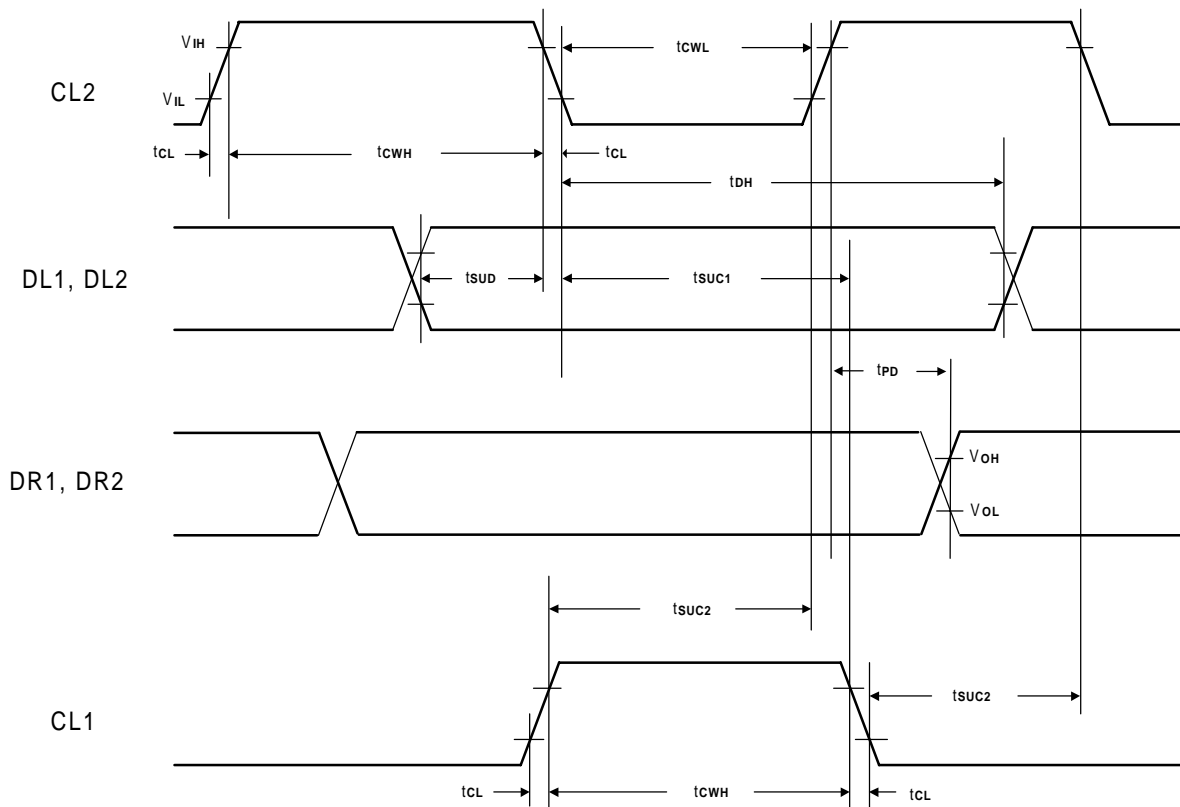 VIH
tCWL
CL2
VIL
tCL
tCWH
tCL
tDH
DL1, DL2
tSUD
tSUC1
tPD
DR1, DR2
VOH
VOL
tSUC2
CL1
tSUC2
tCL
tCWH
tCL